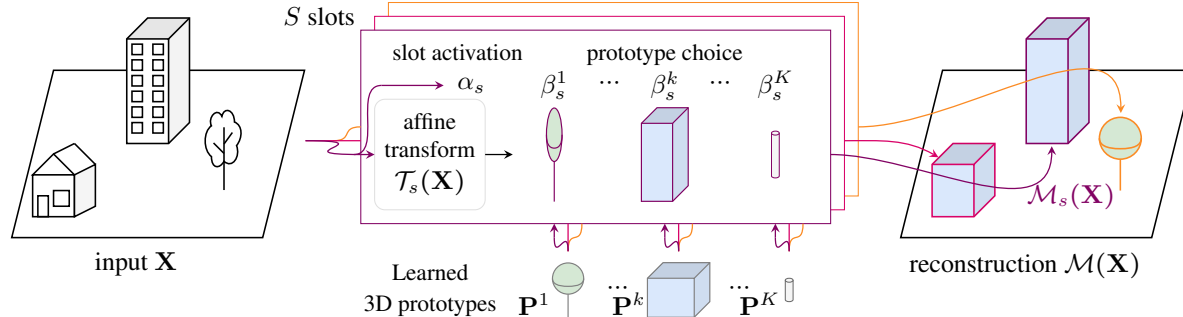 S slots
slot activation prototype choice
α_s β_s^1 ... β_s^k ... β_s^K
affine
transform
𝒯_s(X)
ℳ_s(X)
input X
reconstruction ℳ(X)
Learned
3D prototypes
P^1 ... P^k ... P^K